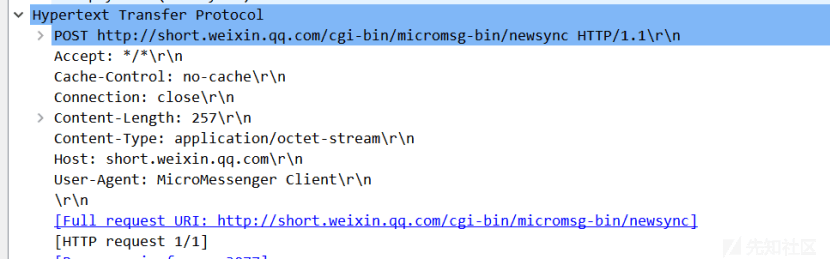 Hypertext Transfer Protocol
POST http://short.weixin.qq.com/cgi-bin/micromsg-bin/newsync HTTP/1.1\r\n
Accept: */*\r\n
Cache-Control: no-cache\r\n
Connection: close\r\n
Content-Length: 257\r\n
Content-Type: application/octet-stream\r\n
Host: short.weixin.qq.com\r\n
User-Agent: MicroMessenger Client\r\n
\r\n
[Full request URI: http://short.weixin.qq.com/cgi-bin/micromsg-bin/newsync]
[HTTP request 1/1]
先知社区